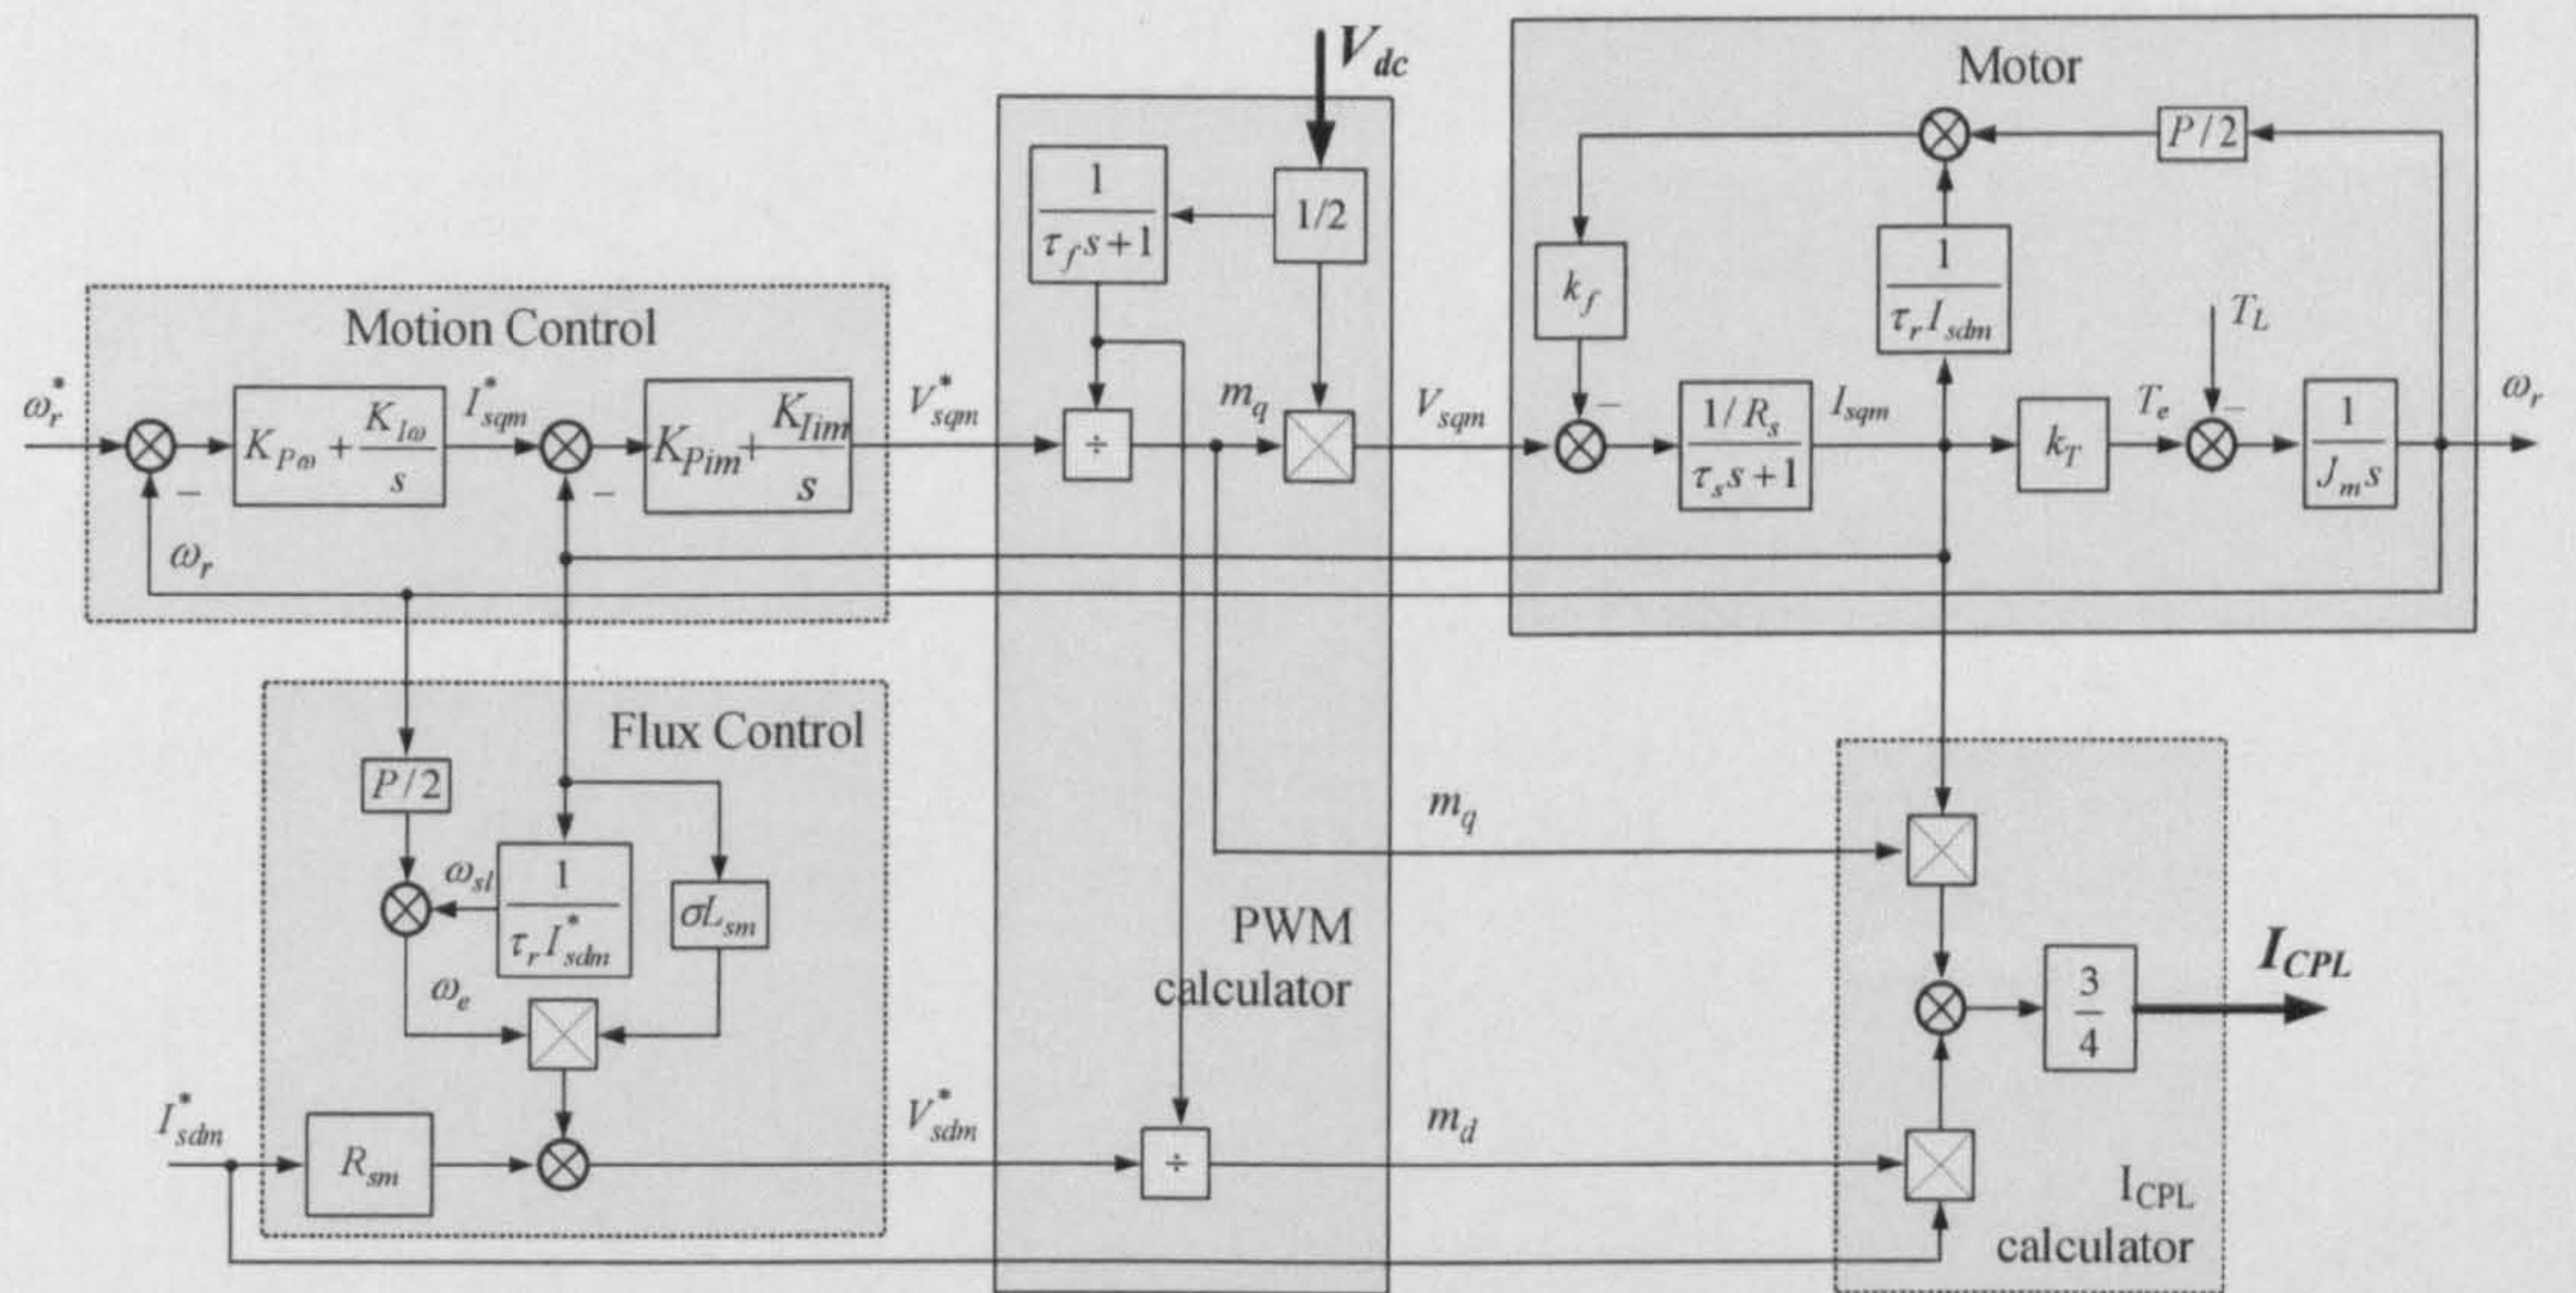 V_dc
Motor
P/2
1/2
1
τ_f s+1
k_f
1
τ_r I_sdm
Motion Control
ω_r^*
K_Pω + K_Iω
s
I_sqm^*
K_Pim + K_Iim
s
V_sqm^*
÷
m_q
V_sqm
−
1/R_s
τ_s s+1
I_sqm
k_T
T_e
T_L
−
1
J_m s
ω_r
−
−
ω_r
Flux Control
P/2
ω_sl
1
τ_r I_sdm^*
σL_sm
ω_e
I_sdm^*
R_sm
V_sdm^*
PWM
calculator
÷
m_q
m_d
3
4
I_CPL
I_CPL
calculator